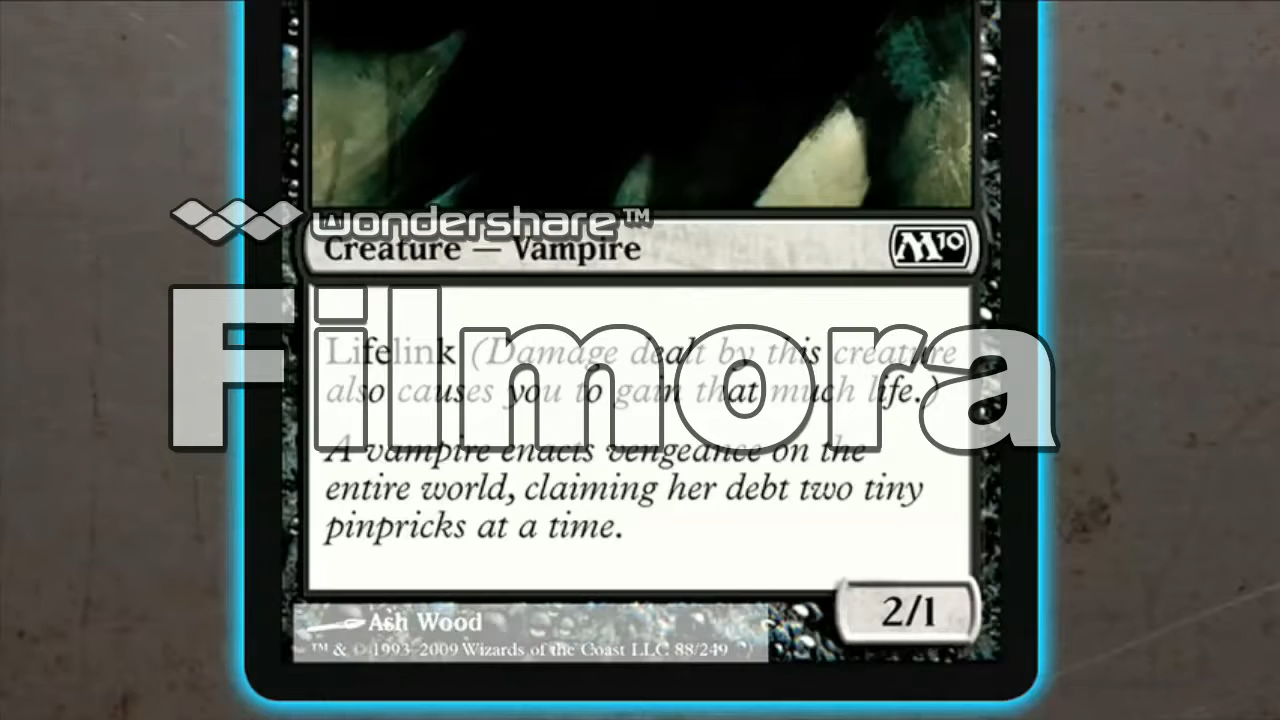 wondershare™
Creature — Vampire
M10
Filmora
Lifelink (Damage dealt by this creature
also causes you to gain that much life.)
A vampire enacts vengeance on the
entire world, claiming her debt two tiny
pinpricks at a time.
2/1
Ash Wood
™ & © 1993–2009 Wizards of the Coast LLC 88/249